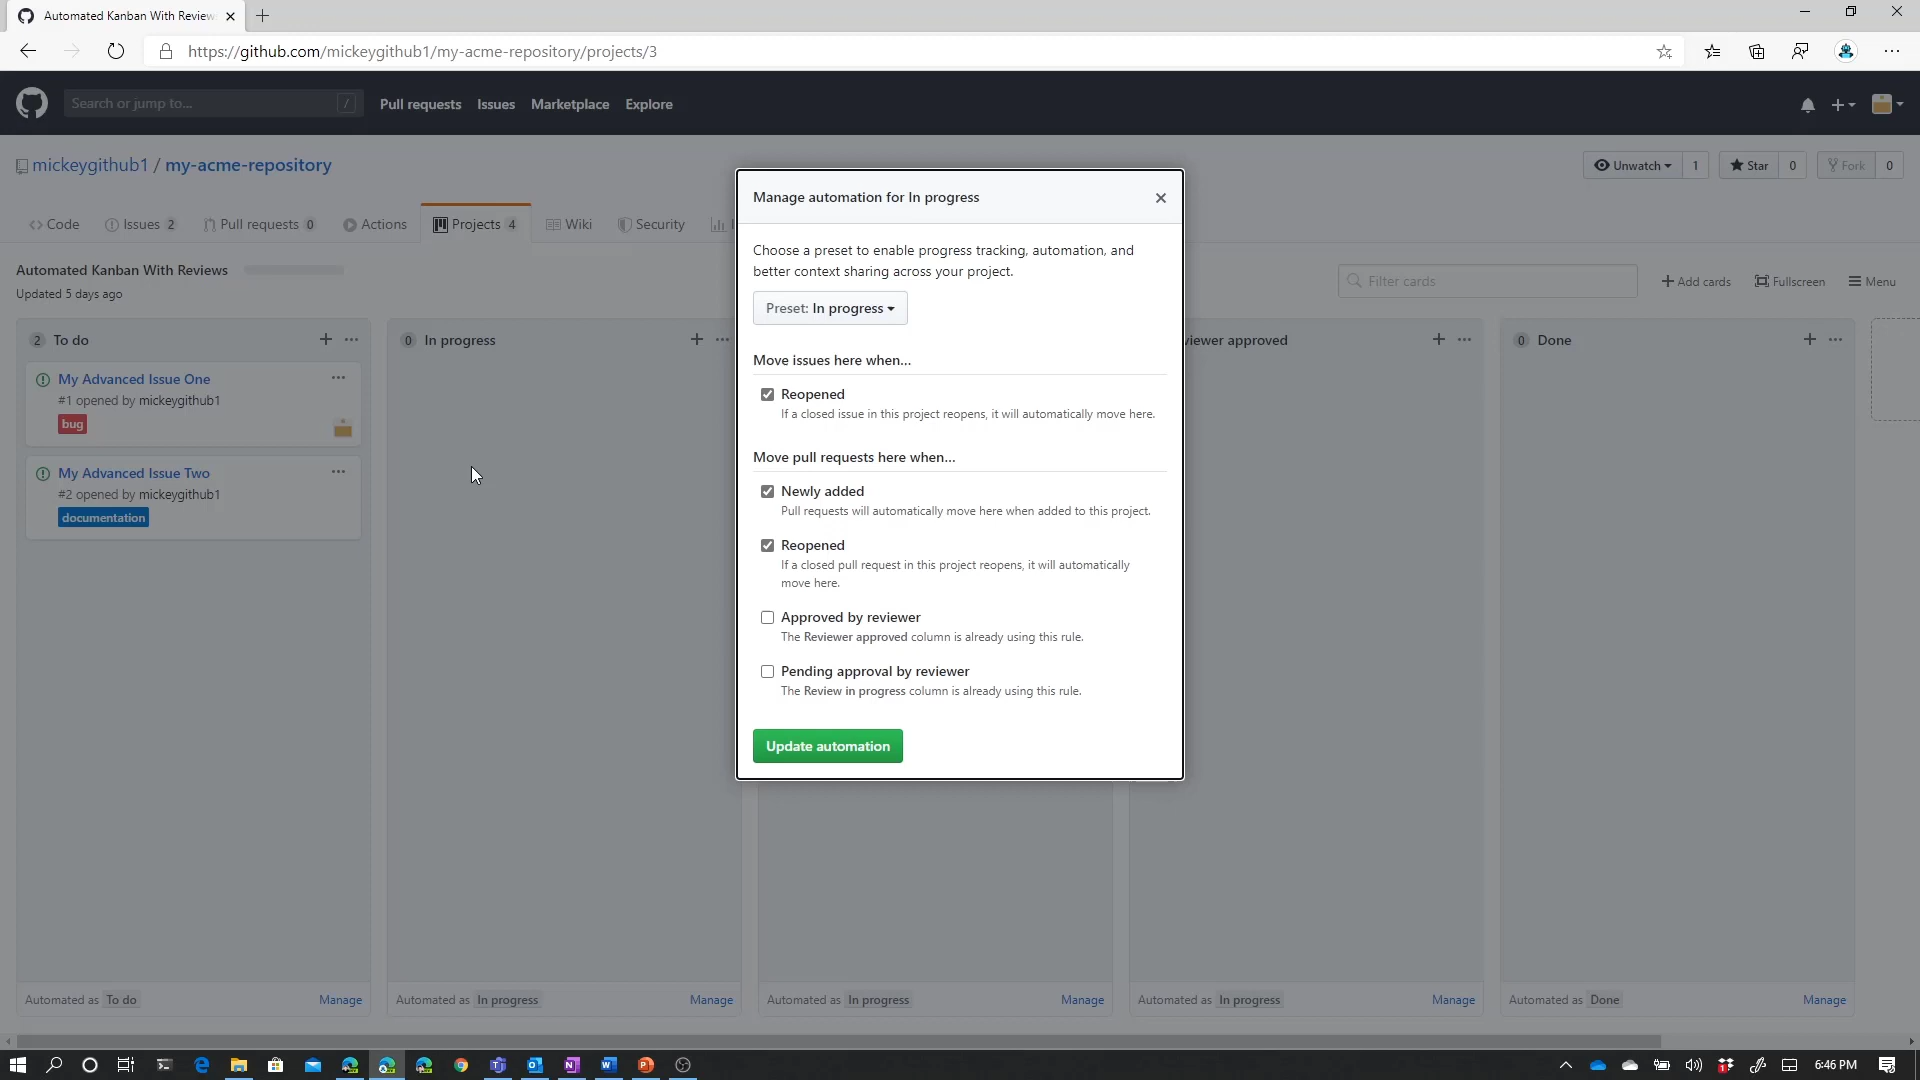 Automated Kanban With Review
https://github.com/mickeygithub1/my-acme-repository/projects/3
Search or jump to...
/
Pull requests
Issues
Marketplace
Explore
mickeygithub1 / my-acme-repository
Unwatch
1
Star
0
Fork
0
Code
Issues 2
Pull requests 0
Actions
Projects 4
Wiki
Security
Automated Kanban With Reviews
Updated 5 days ago
Filter cards
Add cards
Fullscreen
Menu
2 To do
My Advanced Issue One
#1 opened by mickeygithub1
bug
My Advanced Issue Two
#2 opened by mickeygithub1
documentation
Automated as To do
Manage
0 In progress
Automated as In progress
Manage
Manage automation for In progress
Choose a preset to enable progress tracking, automation, and
better context sharing across your project.
Preset: In progress
Move issues here when...
Reopened
If a closed issue in this project reopens, it will automatically move here.
Move pull requests here when...
Newly added
Pull requests will automatically move here when added to this project.
Reopened
If a closed pull request in this project reopens, it will automatically
move here.
Approved by reviewer
The Reviewer approved column is already using this rule.
Pending approval by reviewer
The Review in progress column is already using this rule.
Update automation
Automated as In progress
Manage
viewer approved
Automated as In progress
Manage
0 Done
Automated as Done
Manage
6:46 PM